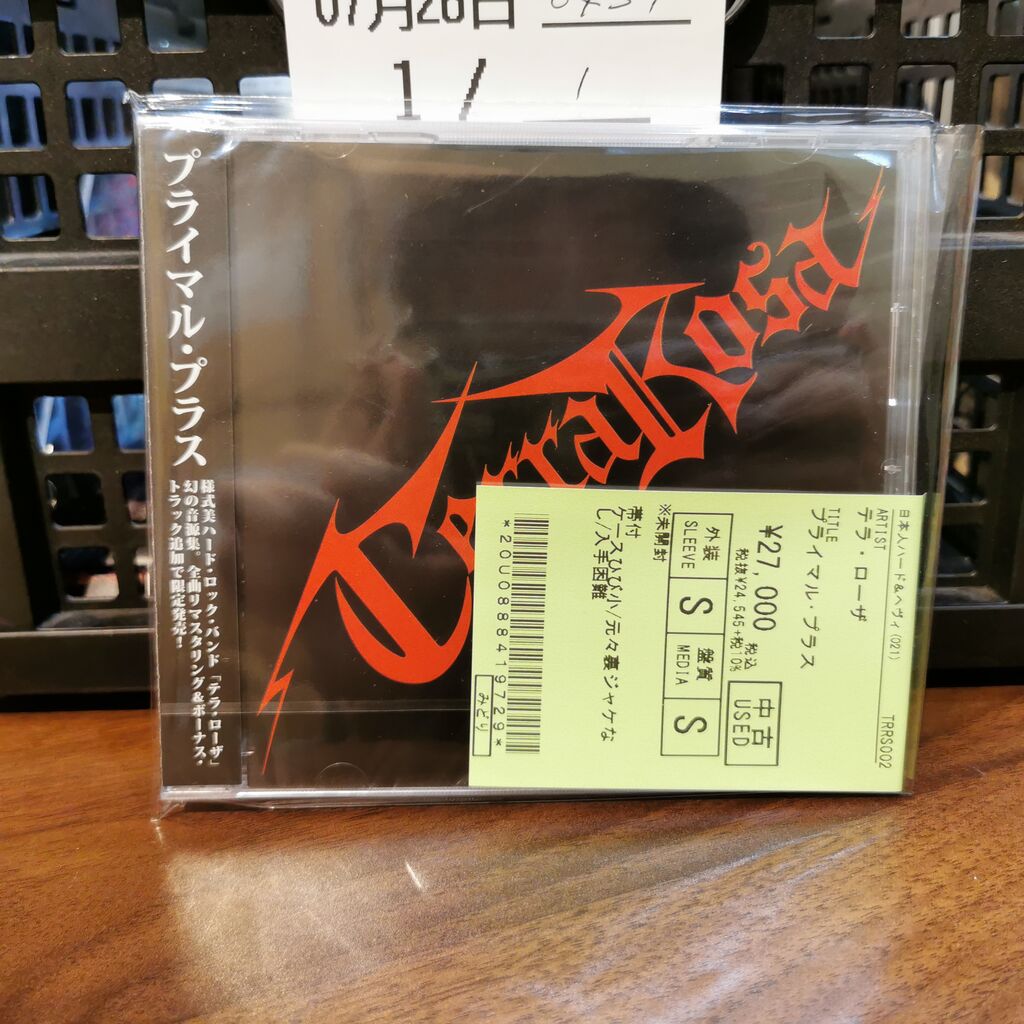 07月26日
1/ 1
プライマル・プラス
様式美ハード・ロック・バンド「テラ・ローザ」
幻の音源集。全曲リマスタリング&ボーナス・
トラック追加で限定発売!
Terra Rosa
日本人ハード&ヘヴィ(021)
TRRS002
ARTIST
テラ・ローザ
TITLE
プライマル・プラス
¥27,000 税込
税抜¥24,545+税10%
中古
USED
外装
SLEEVE
S
盤質
MEDIA
S
※未開封
帯付
ケースひび小/元々裏ジャケな
し/入手困難
*20U0888419729*
みどり